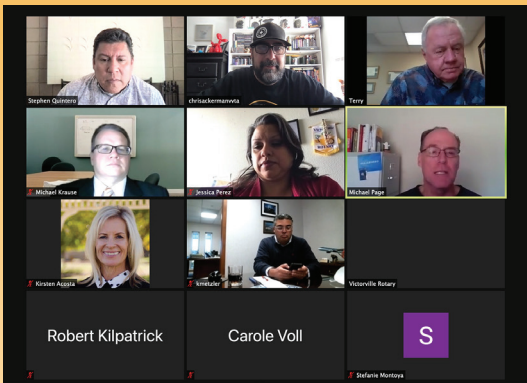 Stephen Quintero
chrisackermanvvta
Terry
Michael Krause
Jessica Perez
Michael Page
Kirsten Acosta
kmetzler
Victorville Rotary
Robert Kilpatrick
Carole Voll
S
Stefanie Montoya